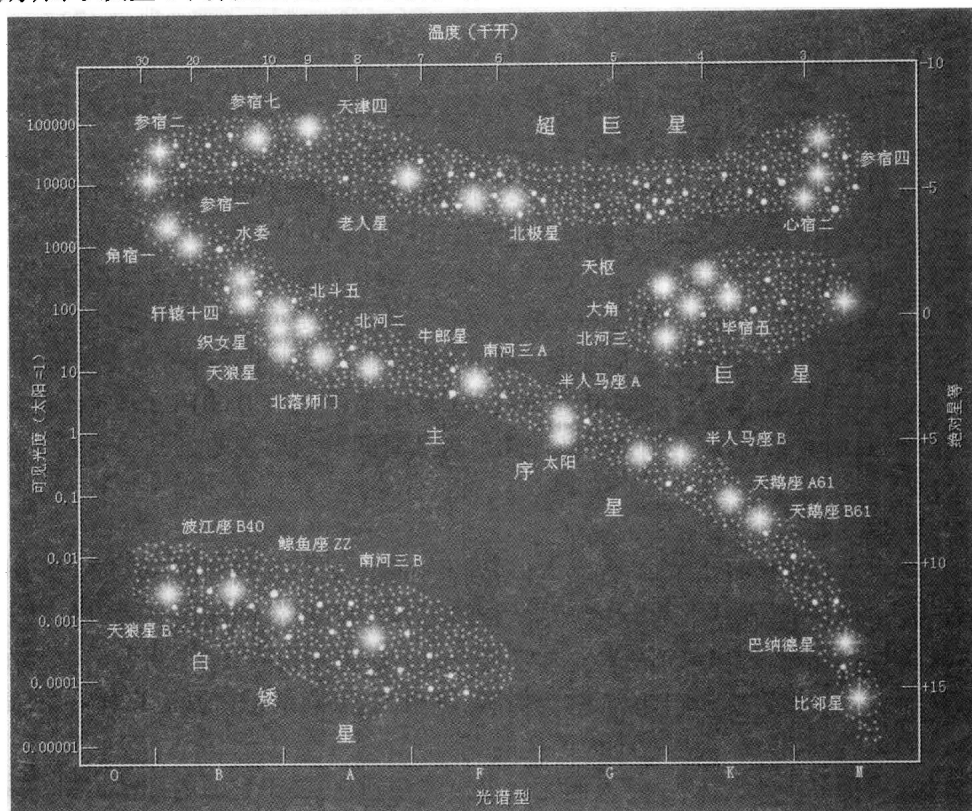 温度（千开）
30 20 10 9 8 7 6 5 4 3
-10
参宿七 天津四
参宿二
超 巨 星
100000
参宿四
10000
-5
参宿一
老人星
北极星
心宿二
水委
1000
角宿一
天枢
北斗五
大角
100
0
轩辕十四
北河二
毕宿五
织女星
牛郎星
北河三
南河三A
天狼星
10
巨 星
半人马座A
北落师门
主
1
+5
半人马座B
序
太阳
可见光度（太阳=1）
绝对星等
天鹅座A61
0.1
星
天鹅座B61
波江座B40
鲸鱼座ZZ
0.01
南河三B
+10
0.001
天狼星B
巴纳德星
白
0.0001
矮
+15
比邻星
星
0.00001
O B A F G K M
光谱型